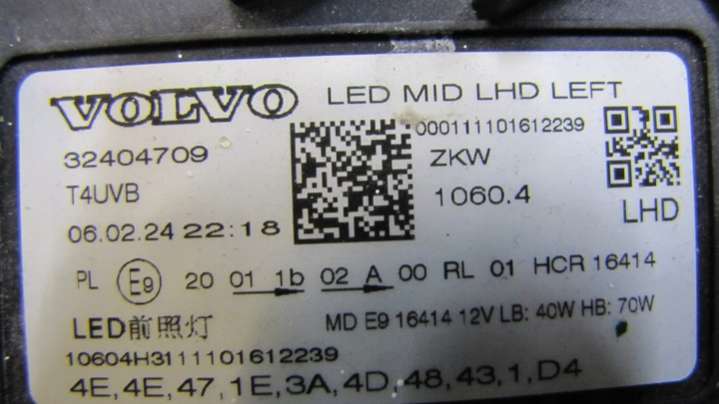 VOLVO LED MID LHD LEFT
000111101612239
32404709 ZKW
T4UVB 1060.4
LHD
06.02.24 22:18
PL E9 20 01 1b 02 A 00 RL 01 HCR 16414
LED前照灯 MD E9 16414 12V LB: 40W HB: 70W
10604H3111101612239
4E,4E,47,1E,3A,4D,48,43,1,D4